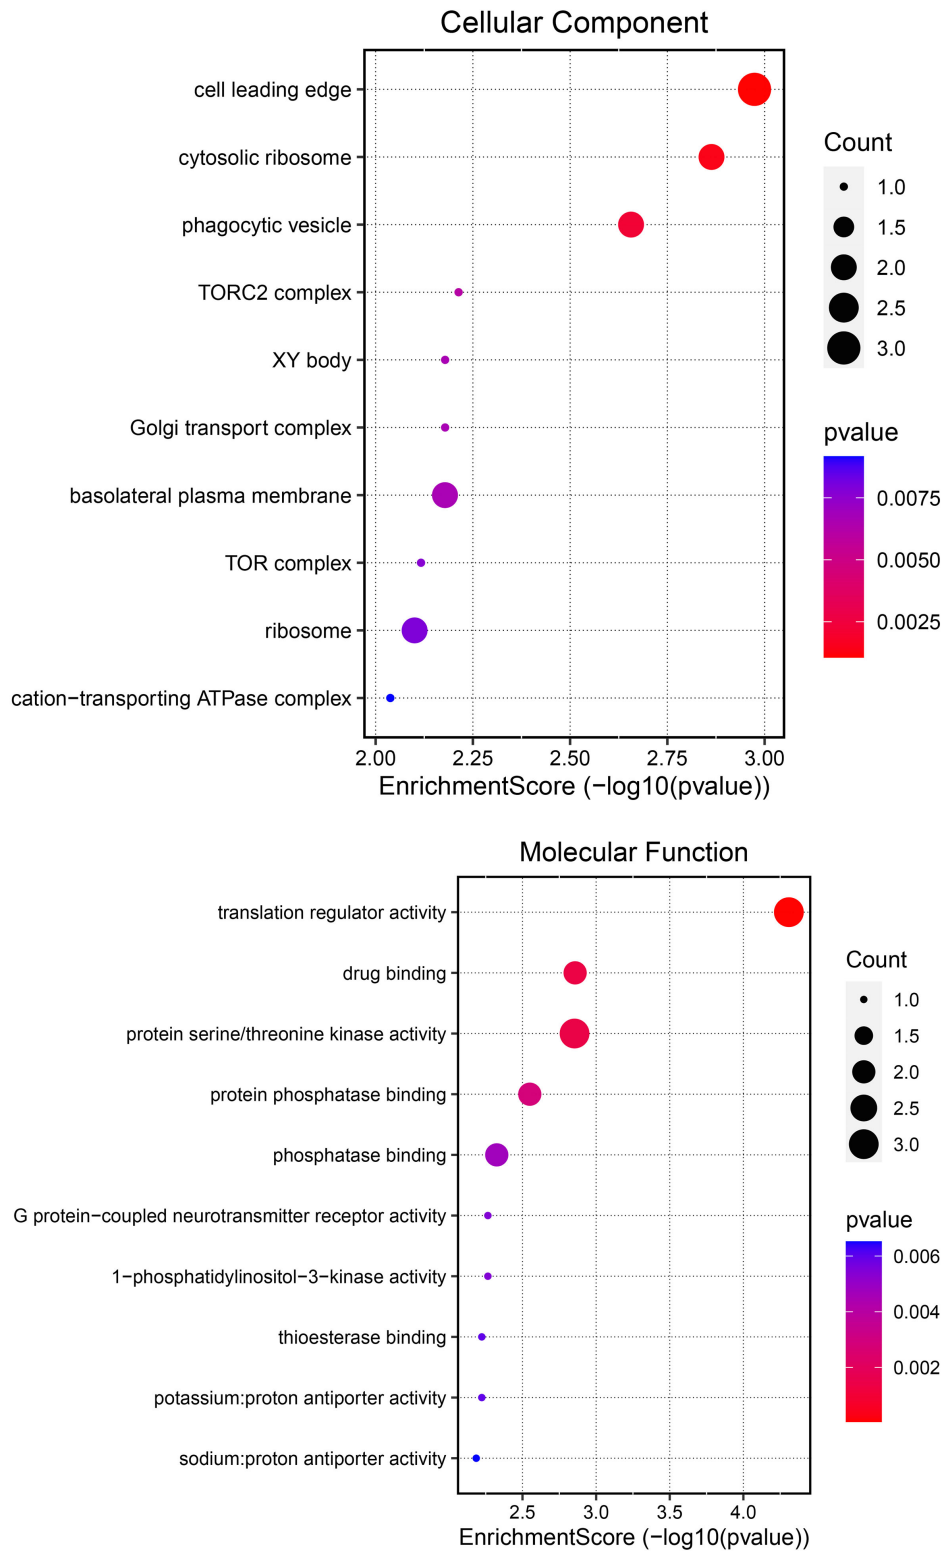 Cellular Component
cell leading edge
cytosolic ribosome
phagocytic vesicle
TORC2 complex
XY body
Golgi transport complex
basolateral plasma membrane
TOR complex
ribosome
cation−transporting ATPase complex
2.00 2.25 2.50 2.75 3.00
EnrichmentScore (−log10(pvalue))
Count
1.0
1.5
2.0
2.5
3.0
pvalue
0.0075
0.0050
0.0025
Molecular Function
translation regulator activity
drug binding
protein serine/threonine kinase activity
protein phosphatase binding
phosphatase binding
G protein−coupled neurotransmitter receptor activity
1−phosphatidylinositol−3−kinase activity
thioesterase binding
potassium:proton antiporter activity
sodium:proton antiporter activity
2.5 3.0 3.5 4.0
EnrichmentScore (−log10(pvalue))
Count
1.0
1.5
2.0
2.5
3.0
pvalue
0.006
0.004
0.002